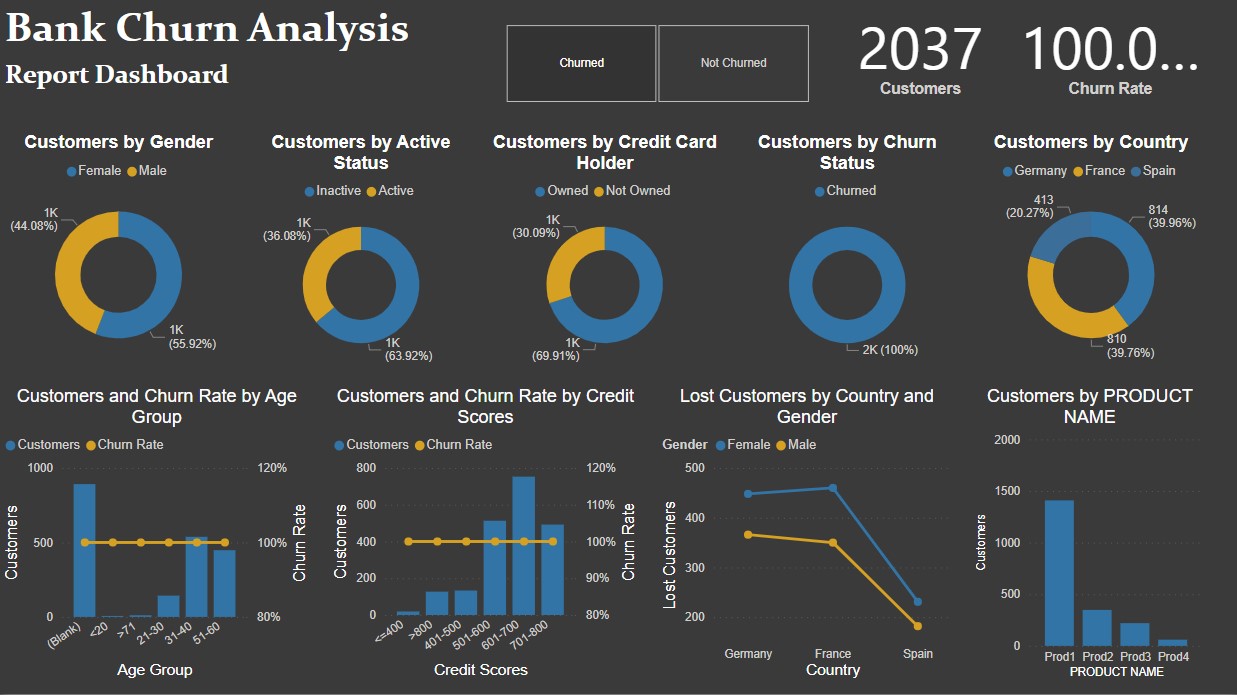 Bank Churn Analysis
Report Dashboard
Churned
Not Churned
2037
Customers
100.0...
Churn Rate
Customers by Gender
Female Male
1K
(44.08%)
1K
(55.92%)
Customers by Active
Status
Inactive Active
1K
(36.08%)
1K
(63.92%)
Customers by Credit Card
Holder
Owned Not Owned
1K
(30.09%)
1K
(69.91%)
Customers by Churn
Status
Churned
2K (100%)
Customers by Country
Germany France Spain
413
(20.27%)
814
(39.96%)
810
(39.76%)
Customers and Churn Rate by Age
Group
Customers Churn Rate
1000
500
0
Customers
120%
100%
80%
Churn Rate
(Blank) <20 >71 21-30 31-40 51-60
Age Group
Customers and Churn Rate by Credit
Scores
Customers Churn Rate
800
600
400
200
0
Customers
120%
110%
100%
90%
80%
Churn Rate
<=400 >800 401-500 501-600 601-700 701-800
Credit Scores
Lost Customers by Country and
Gender
Gender Female Male
500
400
300
200
Lost Customers
Germany France Spain
Country
Customers by PRODUCT
NAME
2000
1500
1000
500
0
Customers
Prod1 Prod2 Prod3 Prod4
PRODUCT NAME